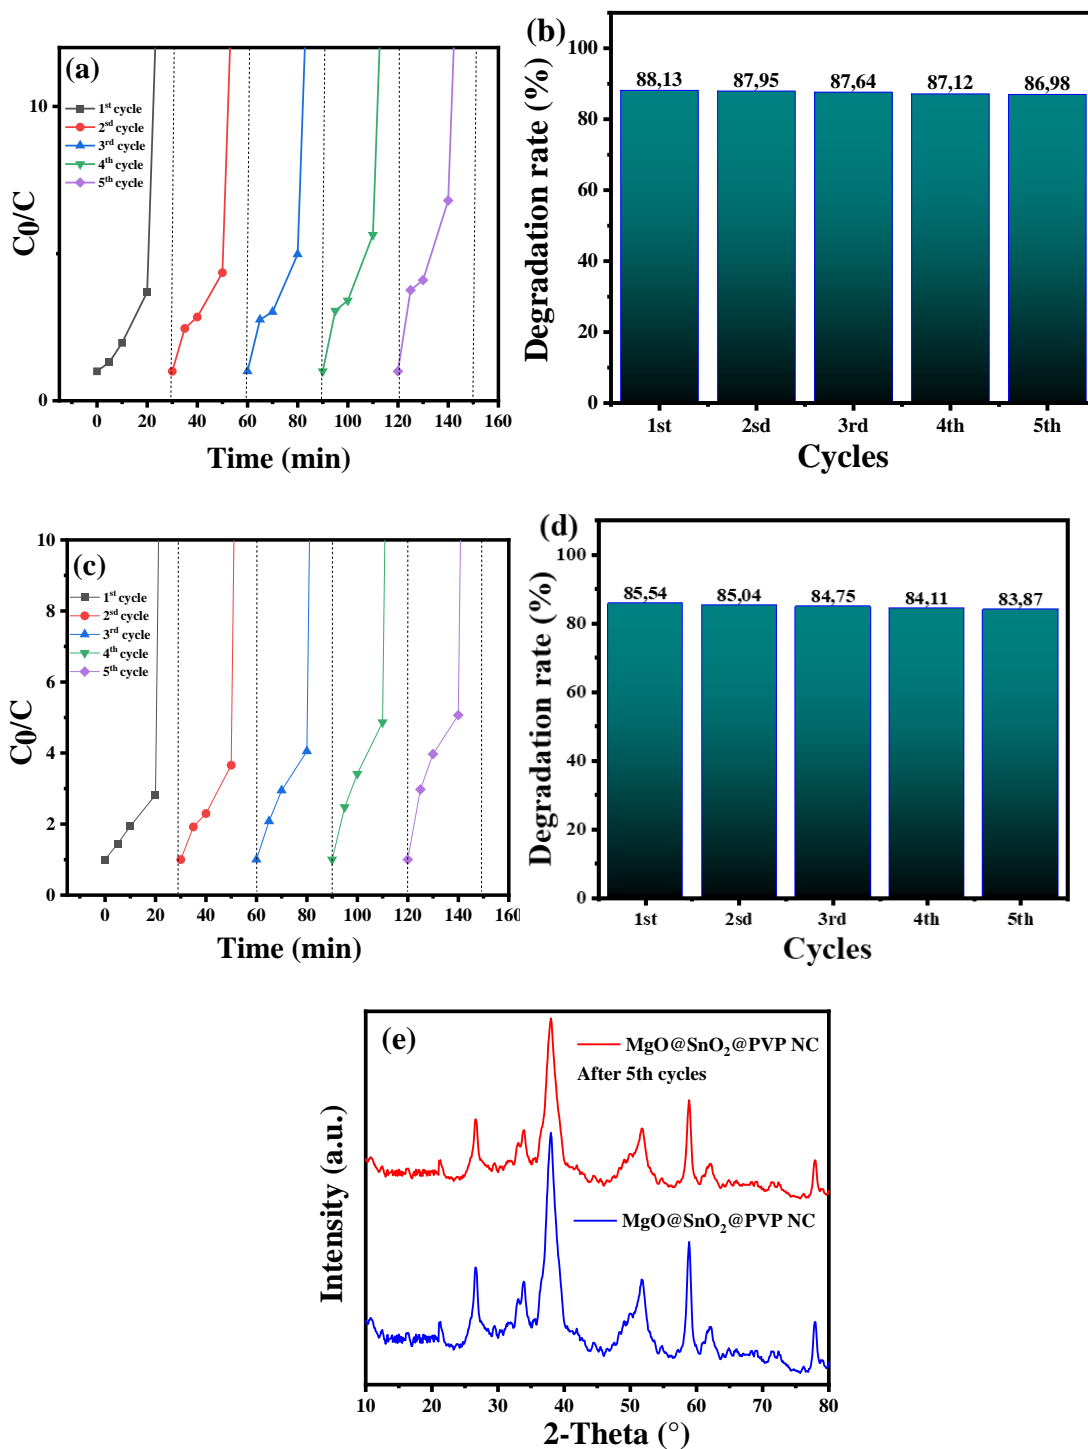 (a)
10
0
C0/C
1st cycle
2sd cycle
3rd cycle
4th cycle
5th cycle
0 20 40 60 80 100 120 140 160
Time (min)
(b)
100
80
60
40
20
0
Degradation rate (%)
88,13 87,95 87,64 87,12 86,98
1st 2sd 3rd 4th 5th
Cycles
(c)
10
8
6
4
2
0
C0/C
1st cycle
2sd cycle
3rd cycle
4th cycle
5th cycle
0 20 40 60 80 100 120 140 160
Time (min)
(d)
100
80
60
40
20
0
Degradation rate (%)
85,54 85,04 84,75 84,11 83,87
1st 2sd 3rd 4th 5th
Cycles
(e)
Intensity (a.u.)
MgO@SnO2@PVP NC
After 5th cycles
MgO@SnO2@PVP NC
10 20 30 40 50 60 70 80
2-Theta (°)